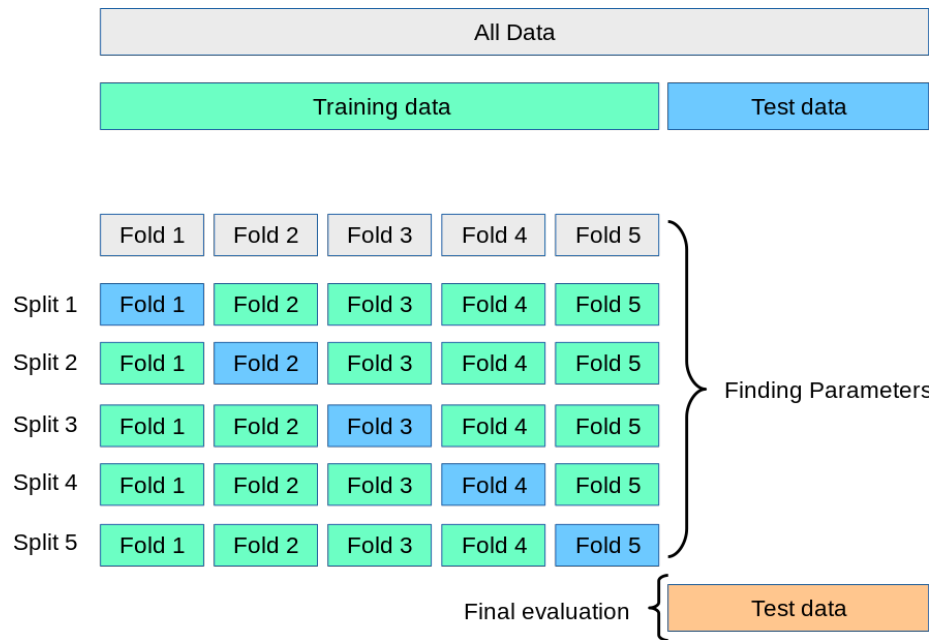 All Data
Training data Test data
Fold 1 Fold 2 Fold 3 Fold 4 Fold 5
Split 1 Fold 1 Fold 2 Fold 3 Fold 4 Fold 5
Split 2 Fold 1 Fold 2 Fold 3 Fold 4 Fold 5
Finding Parameters
Split 3 Fold 1 Fold 2 Fold 3 Fold 4 Fold 5
Split 4 Fold 1 Fold 2 Fold 3 Fold 4 Fold 5
Split 5 Fold 1 Fold 2 Fold 3 Fold 4 Fold 5
Final evaluation Test data